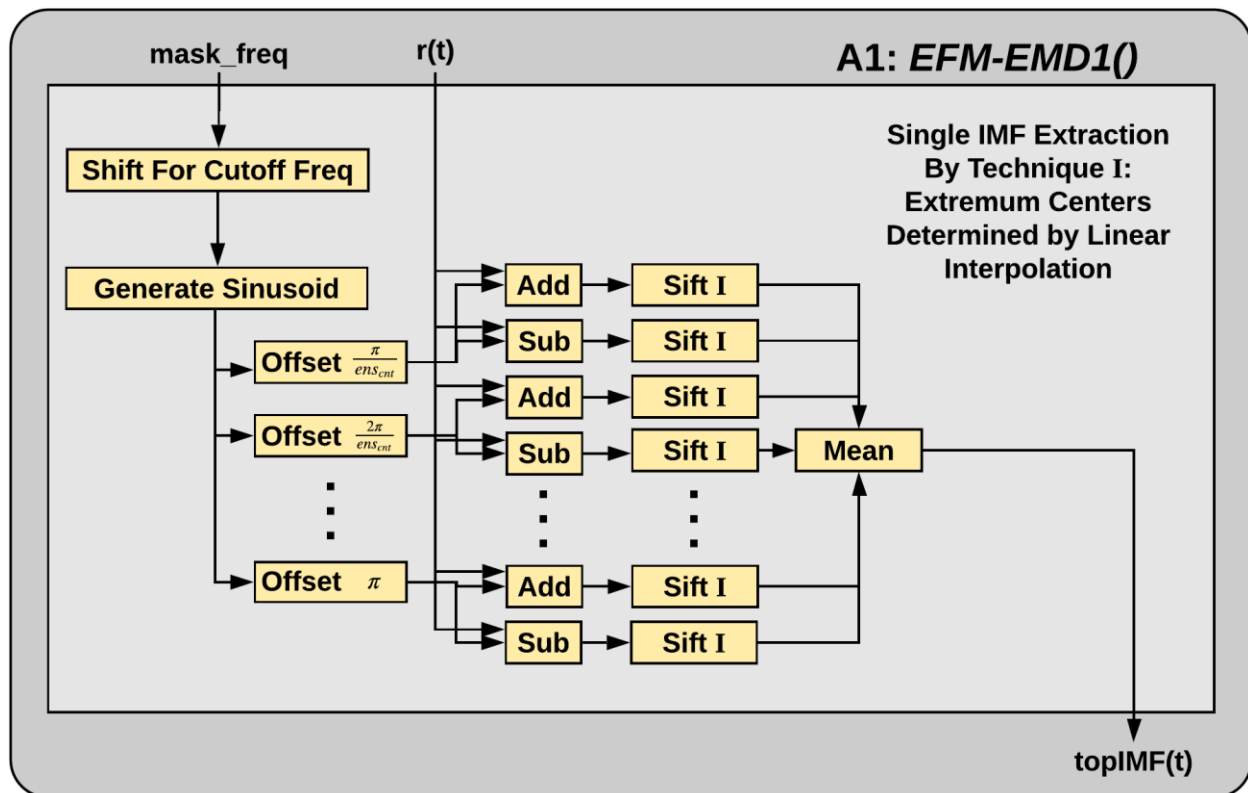 mask_freq
r(t)
A1: EFM-EMD1()
Single IMF Extraction
By Technique I:
Extremum Centers
Determined by Linear
Interpolation
Shift For Cutoff Freq
Generate Sinusoid
Offset π/ens_cnt
Offset 2π/ens_cnt
Offset π
Add
Sift I
Sub
Sift I
Add
Sift I
Sub
Sift I
Mean
Add
Sift I
Sub
Sift I
topIMF(t)